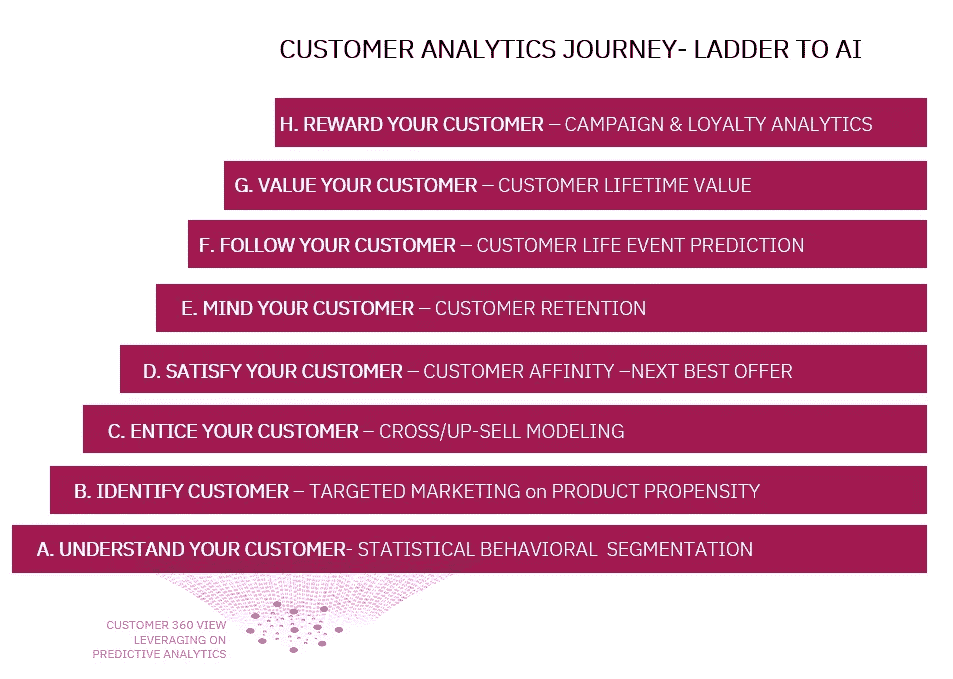 CUSTOMER ANALYTICS JOURNEY- LADDER TO AI
H. REWARD YOUR CUSTOMER – CAMPAIGN & LOYALTY ANALYTICS
G. VALUE YOUR CUSTOMER – CUSTOMER LIFETIME VALUE
F. FOLLOW YOUR CUSTOMER – CUSTOMER LIFE EVENT PREDICTION
E. MIND YOUR CUSTOMER – CUSTOMER RETENTION
D. SATISFY YOUR CUSTOMER – CUSTOMER AFFINITY –NEXT BEST OFFER
C. ENTICE YOUR CUSTOMER – CROSS/UP-SELL MODELING
B. IDENTIFY CUSTOMER – TARGETED MARKETING on PRODUCT PROPENSITY
A. UNDERSTAND YOUR CUSTOMER- STATISTICAL BEHAVIORAL SEGMENTATION
CUSTOMER 360 VIEW
LEVERAGING ON
PREDICTIVE ANALYTICS